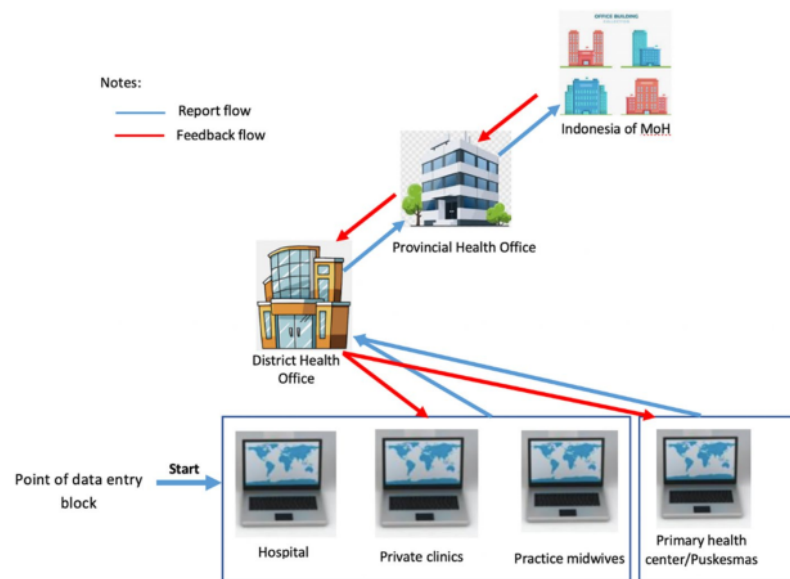 OFFICE BUILDING
COLLECTION
Notes:
Report flow
Feedback flow
Indonesia of MoH
Provincial Health Office
District Health
Office
Start
Point of data entry
block
Hospital
Private clinics
Practice midwives
Primary health
center/Puskesmas